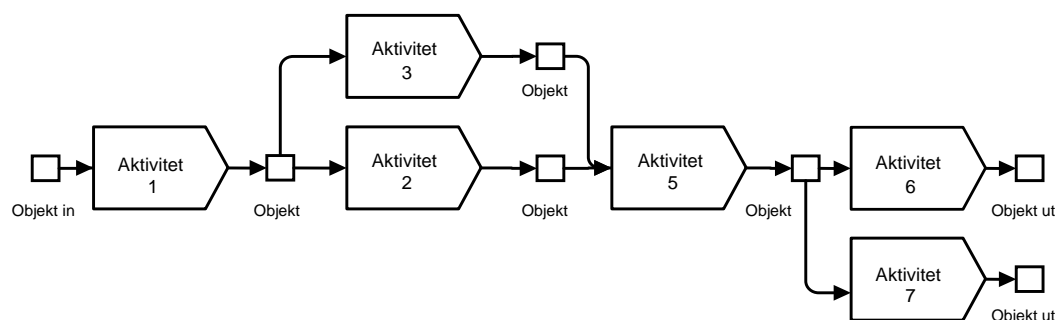 Aktivitet
3
Objekt
Objekt in
Aktivitet
1
Objekt
Aktivitet
2
Objekt
Aktivitet
5
Objekt
Aktivitet
6
Objekt ut
Aktivitet
7
Objekt ut